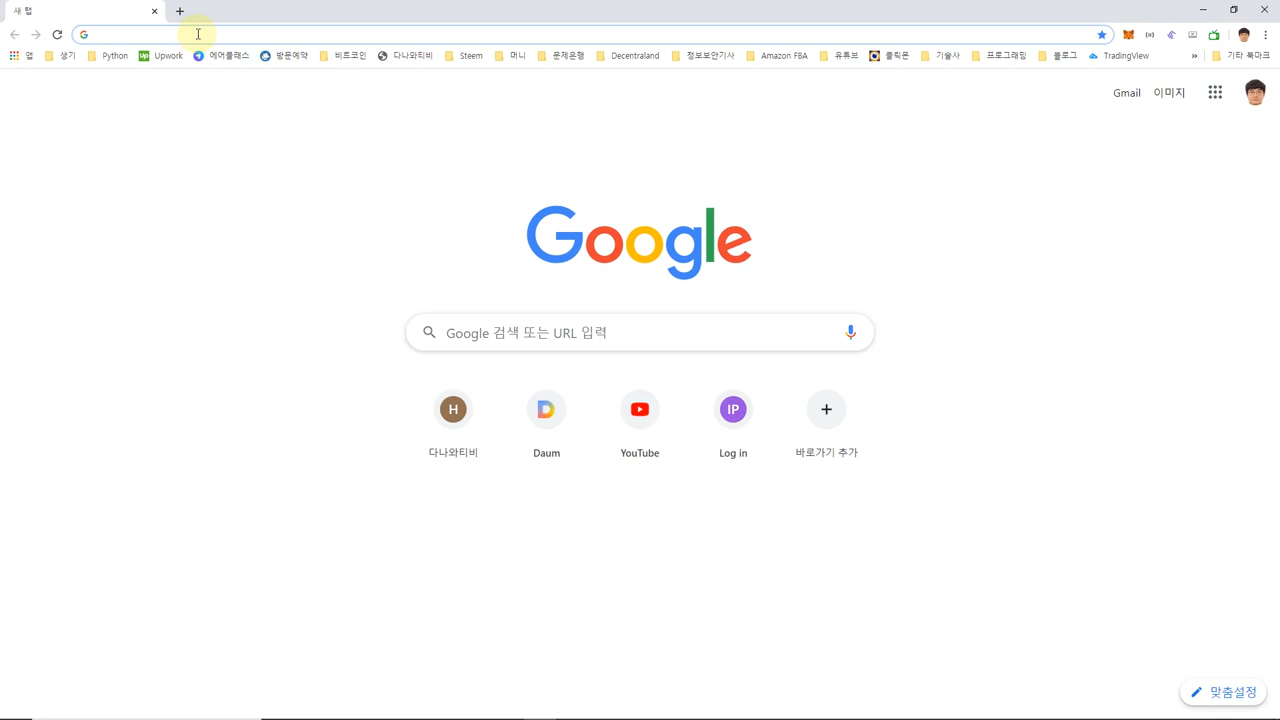 새 탭
앱 생기 Python Upwork 에어클래스 방문예약 비트코인 다나와티비 Steem 머니 문제은행 Decentraland 정보보안기사 Amazon FBA 유튜브 클릭몬 기술사 프로그래밍 블로그 TradingView » 기타 북마크
Gmail 이미지
Google
Google 검색 또는 URL 입력
H D IP
다나와티비 Daum YouTube Log in 바로가기 추가
맞춤설정